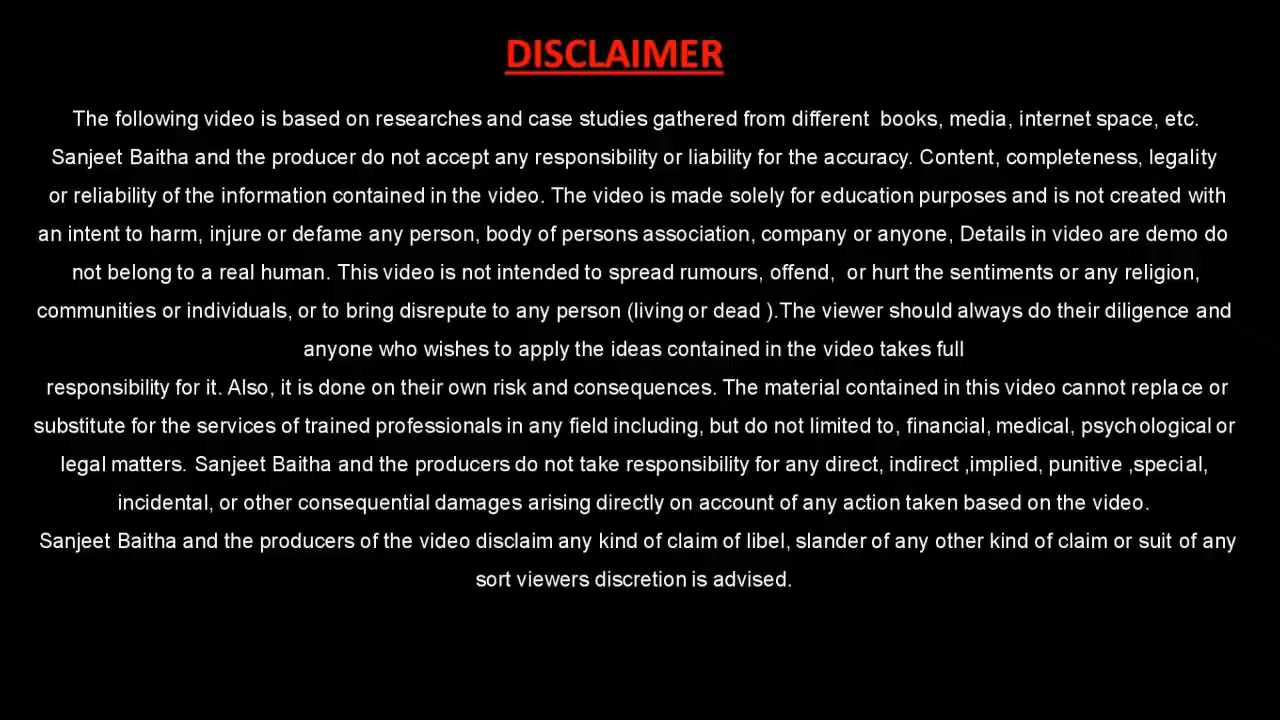 DISCLAIMER
The following video is based on researches and case studies gathered from different books, media, internet space, etc.
Sanjeet Baitha and the producer do not accept any responsibility or liability for the accuracy. Content, completeness, legality
or reliability of the information contained in the video. The video is made solely for education purposes and is not created with
an intent to harm, injure or defame any person, body of persons association, company or anyone, Details in video are demo do
not belong to a real human. This video is not intended to spread rumours, offend, or hurt the sentiments or any religion,
communities or individuals, or to bring disrepute to any person (living or dead ).The viewer should always do their diligence and
anyone who wishes to apply the ideas contained in the video takes full
responsibility for it. Also, it is done on their own risk and consequences. The material contained in this video cannot replace or
substitute for the services of trained professionals in any field including, but do not limited to, financial, medical, psychological or
legal matters. Sanjeet Baitha and the producers do not take responsibility for any direct, indirect ,implied, punitive ,special,
incidental, or other consequential damages arising directly on account of any action taken based on the video.
Sanjeet Baitha and the producers of the video disclaim any kind of claim of libel, slander of any other kind of claim or suit of any
sort viewers discretion is advised.